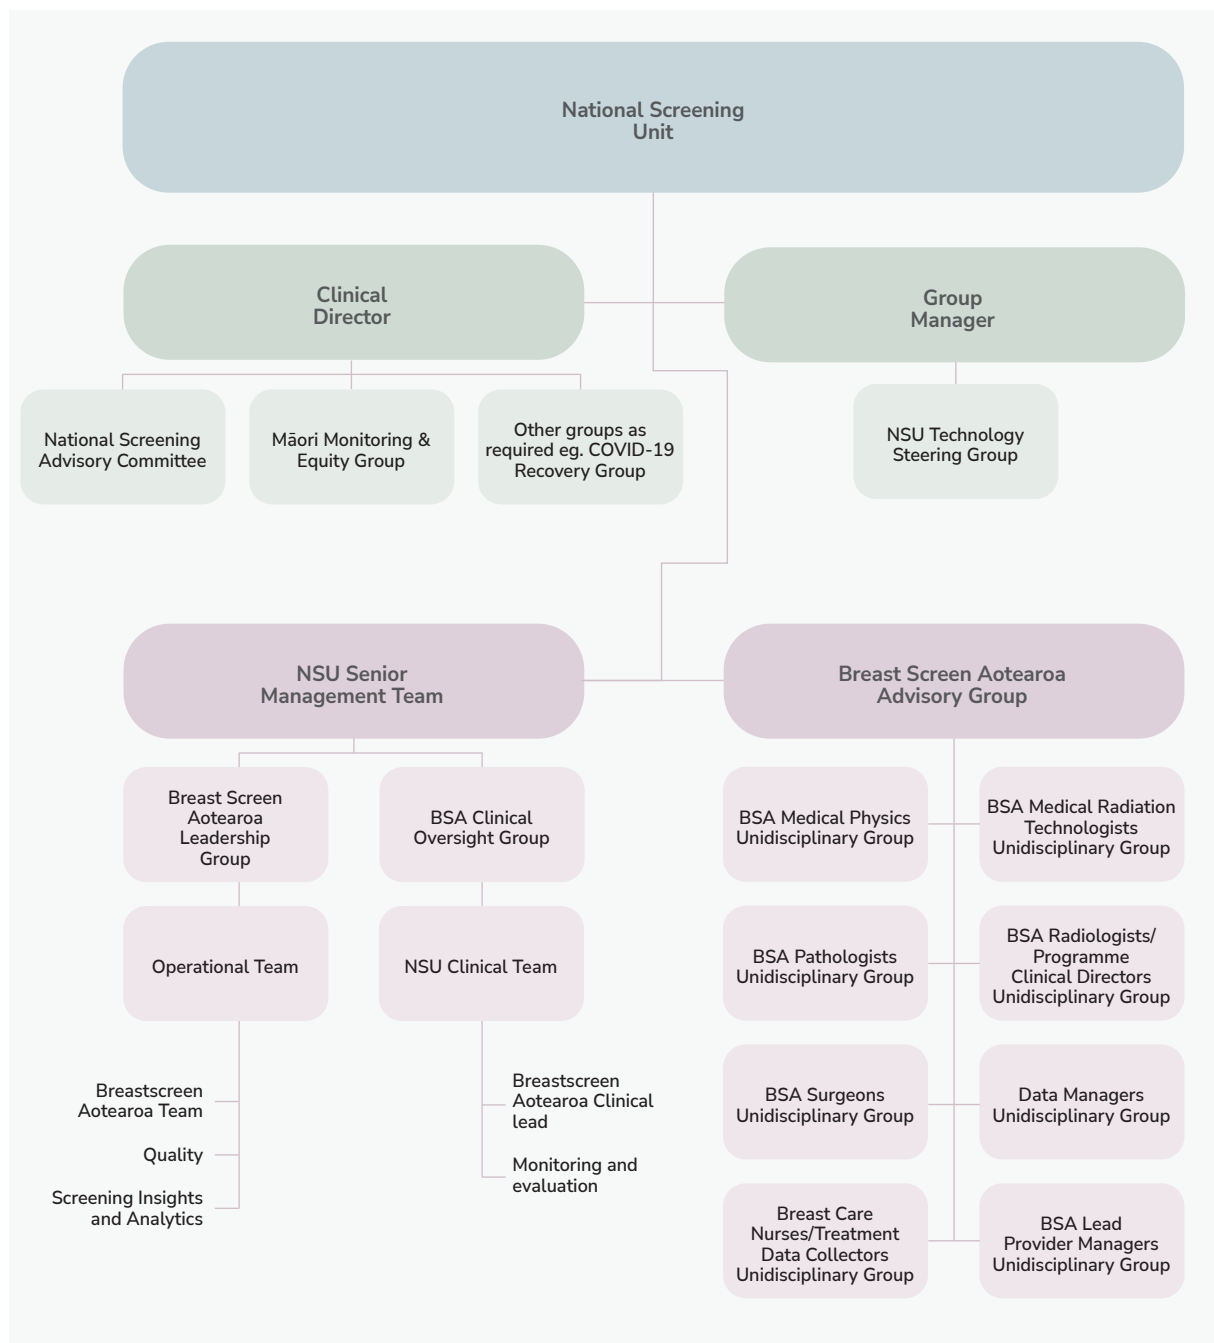 National Screening
Unit
Clinical
Director
Group
Manager
National Screening
Advisory Committee
Māori Monitoring &
Equity Group
Other groups as
required eg. COVID-19
Recovery Group
NSU Technology
Steering Group
NSU Senior
Management Team
Breast Screen Aotearoa
Advisory Group
Breast Screen
Aotearoa
Leadership
Group
BSA Clinical
Oversight Group
BSA Medical Physics
Unidisciplinary Group
BSA Medical Radiation
Technologists
Unidisciplinary Group
Operational Team
NSU Clinical Team
BSA Pathologists
Unidisciplinary Group
BSA Radiologists/
Programme
Clinical Directors
Unidisciplinary Group
Breastscreen
Aotearoa Team
Quality
Screening Insights
and Analytics
Breastscreen
Aotearoa Clinical
lead
Monitoring and
evaluation
BSA Surgeons
Unidisciplinary Group
Data Managers
Unidisciplinary Group
Breast Care
Nurses/Treatment
Data Collectors
Unidisciplinary Group
BSA Lead
Provider Managers
Unidisciplinary Group